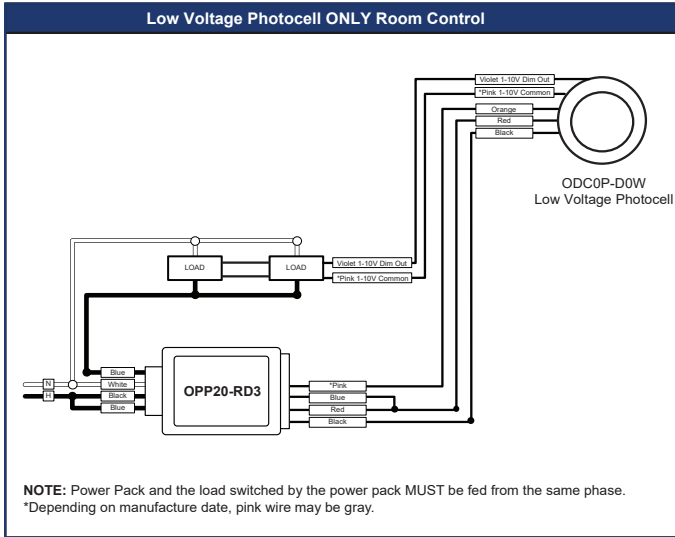 Low Voltage Photocell ONLY Room Control
Violet 1-10V Dim Out
*Pink 1-10V Common
Orange
Red
Black
ODC0P-D0W
Low Voltage Photocell
LOAD
LOAD
Violet 1-10V Dim Out
*Pink 1-10V Common
Blue
N
White
H
Black
Blue
OPP20-RD3
*Pink
Blue
Red
Black
NOTE: Power Pack and the load switched by the power pack MUST be fed from the same phase.
*Depending on manufacture date, pink wire may be gray.